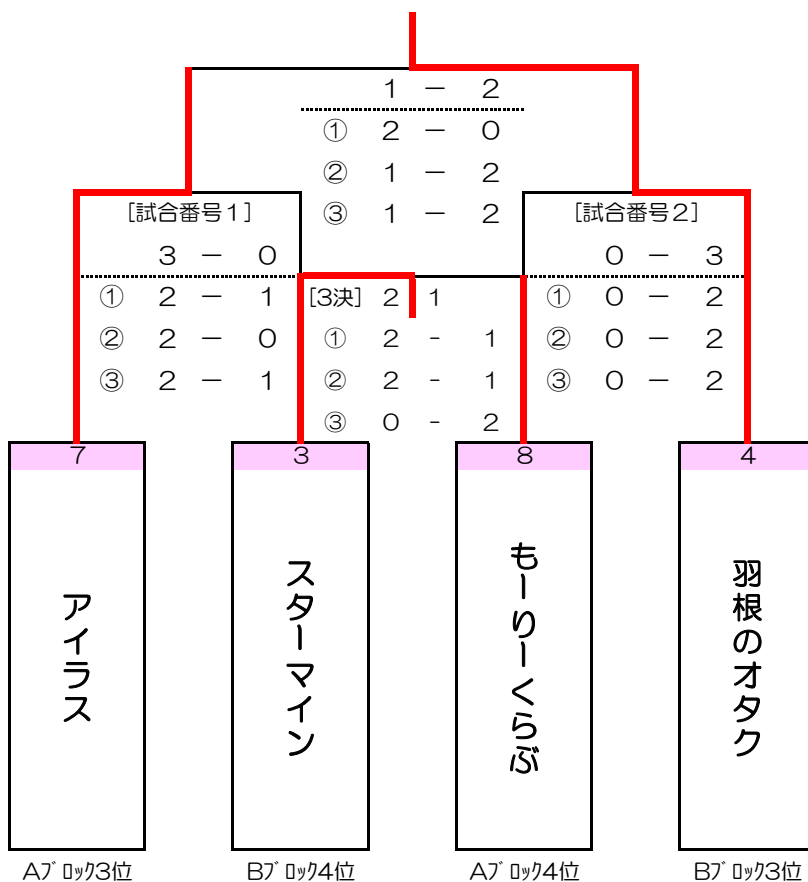 1 － 2
① 2 － 0
② 1 － 2
③ 1 － 2
[試合番号1]
3 － 0
① 2 － 1
② 2 － 0
③ 2 － 1
[3決] 2 1
① 2 - 1
② 2 - 1
③ 0 - 2
[試合番号2]
0 － 3
① 0 － 2
② 0 － 2
③ 0 － 2
7
アイラス
Aﾌﾞﾛｯｸ3位
3
スターマイン
Bﾌﾞﾛｯｸ4位
8
もーりーくらぶ
Aﾌﾞﾛｯｸ4位
4
羽根のオタク
Bﾌﾞﾛｯｸ3位